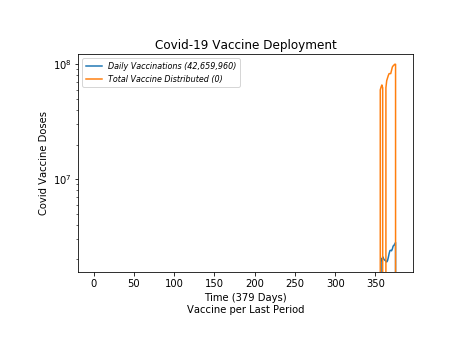 Covid-19 Vaccine Deployment
Daily Vaccinations (42,659,960)
Total Vaccine Distributed (0)
Covid Vaccine Doses
10⁸
10⁷
0 50 100 150 200 250 300 350
Time (379 Days)
Vaccine per Last Period